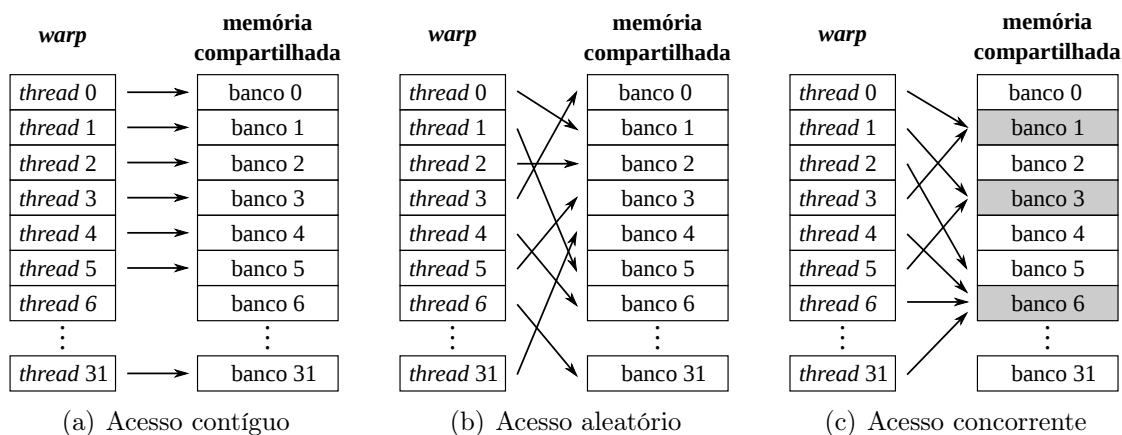 warp
memória
compartilhada
thread 0
banco 0
thread 1
banco 1
thread 2
banco 2
thread 3
banco 3
thread 4
banco 4
thread 5
banco 5
thread 6
banco 6
thread 31
banco 31
(a) Acesso contíguo
warp
memória
compartilhada
thread 0
banco 0
thread 1
banco 1
thread 2
banco 2
thread 3
banco 3
thread 4
banco 4
thread 5
banco 5
thread 6
banco 6
thread 31
banco 31
(b) Acesso aleatório
warp
memória
compartilhada
thread 0
banco 0
thread 1
banco 1
thread 2
banco 2
thread 3
banco 3
thread 4
banco 4
thread 5
banco 5
thread 6
banco 6
thread 31
banco 31
(c) Acesso concorrente